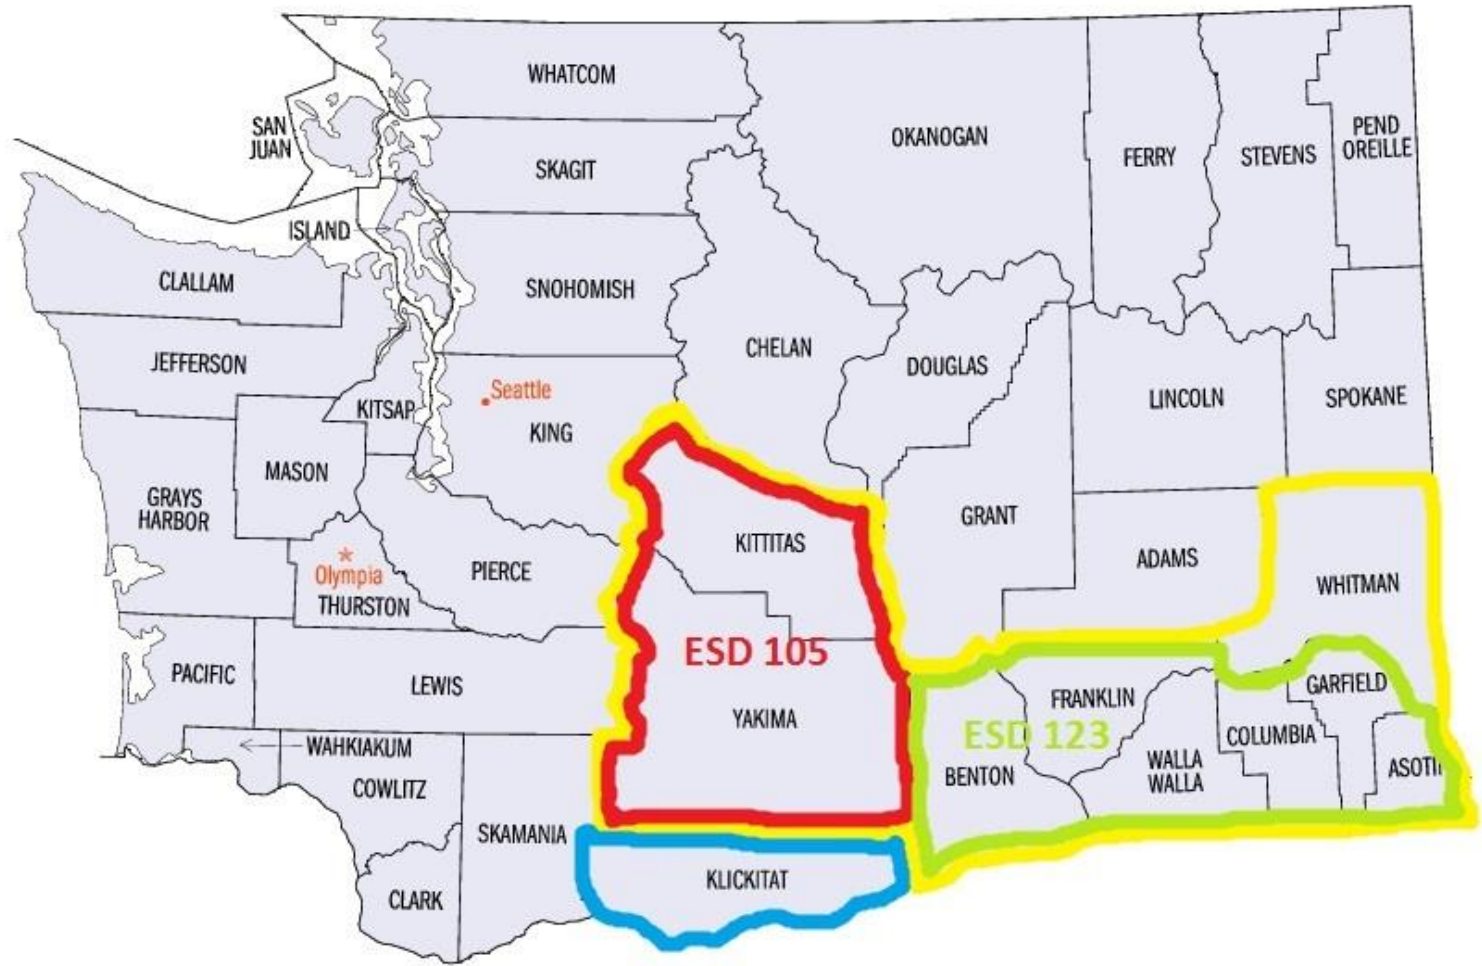 WHATCOM
SAN
JUAN
SKAGIT
OKANOGAN
FERRY
STEVENS
PEND
OREILLE
ISLAND
CLALLAM
SNOHOMISH
JEFFERSON
CHELAN
DOUGLAS
Seattle
KITSAP
KING
LINCOLN
SPOKANE
MASON
GRAYS
HARBOR
GRANT
KITTITAS
ADAMS
*
Olympia
THURSTON
PIERCE
WHITMAN
ESD 105
PACIFIC
LEWIS
YAKIMA
FRANKLIN
GARFIELD
ESD 123
WAHKIAKUM
COWLITZ
BENTON
WALLA
WALLA
COLUMBIA
ASOTI
SKAMANIA
KLICKITAT
CLARK